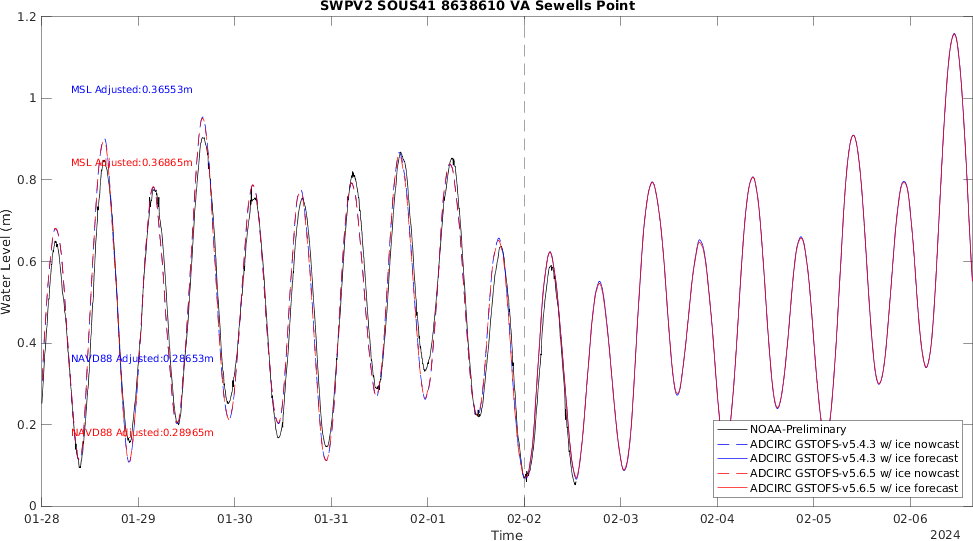 SWPV2 SOUS41 8638610 VA Sewells Point
1.2
1
0.8
0.6
0.4
0.2
0
Water Level (m)
MSL Adjusted:0.36553m
MSL Adjusted:0.36865m
NAVD88 Adjusted:0.28653m
NAVD88 Adjusted:0.28965m
NOAA-Preliminary
ADCIRC GSTOFS-v5.4.3 w/ ice nowcast
ADCIRC GSTOFS-v5.4.3 w/ ice forecast
ADCIRC GSTOFS-v5.6.5 w/ ice nowcast
ADCIRC GSTOFS-v5.6.5 w/ ice forecast
01-28 01-29 01-30 01-31 02-01 02-02 02-03 02-04 02-05 02-06
Time
2024